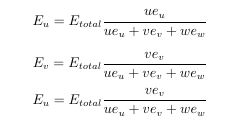 $E_u = E_{total} \frac{ue_u}{ue_u + ve_v + we_w}$
$E_v = E_{total} \frac{ve_v}{ue_u + ve_v + we_w}$
$E_u = E_{total} \frac{ve_v}{ue_u + ve_v + we_w}$